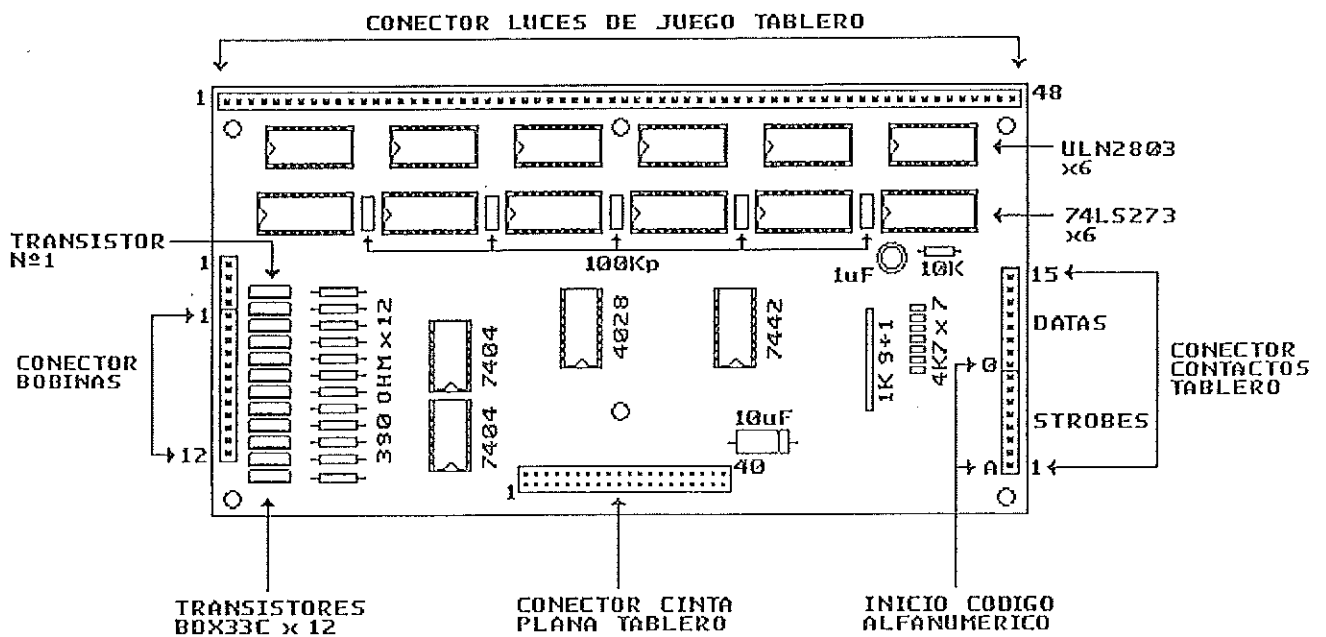 CONECTOR LUCES DE JUEGO TABLERO
1
48
ULN2803
x6
74LS273
x6
TRANSISTOR
Nº1
1
100Kp
1uF
10K
15
1
390 OHM x 12
7404
7404
4028
7442
1K 9+1
4K7 x 7
DATAS
0
CONECTOR
BOBINAS
CONECTOR
CONTACTOS
TABLERO
STROBES
10uF
12
40
A
1
1
TRANSISTORES
BDX33C x 12
CONECTOR CINTA
PLANA TABLERO
INICIO CODIGO
ALFANUMERICO